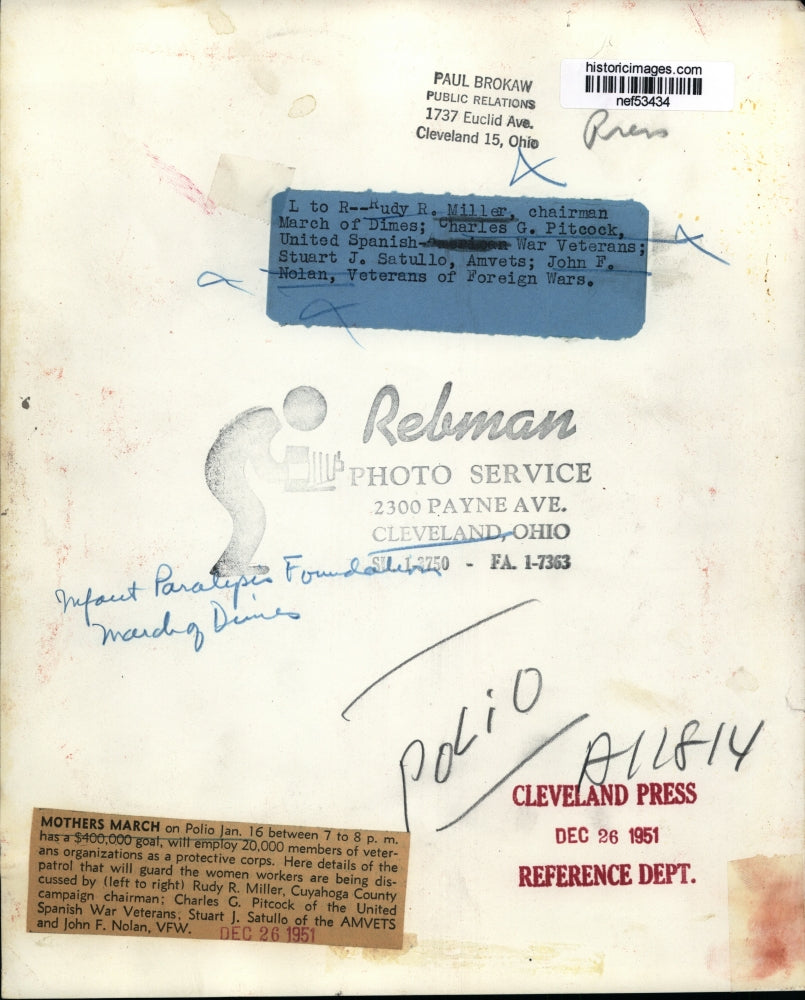 historicimages.com
nef53434
PAUL BROKAW
PUBLIC RELATIONS
1737 Euclid Ave.
Cleveland 15, Ohio
Press
L to R--Rudy R. Miller, chairman
March of Dimes; Charles G. Pitcock,
United Spanish-American War Veterans;
Stuart J. Satullo, Amvets; John F.
Nolan, Veterans of Foreign Wars.
Rebman
PHOTO SERVICE
2300 PAYNE AVE.
CLEVELAND, OHIO
- FA. 1-7363
Infant Paralysis Foundation
March of Dimes
POLIO
A11814
CLEVELAND PRESS
DEC 26 1951
REFERENCE DEPT.
MOTHERS MARCH on Polio Jan. 16 between 7 to 8 p. m.
has a $400,000 goal, will employ 20,000 members of veter-
ans organizations as a protective corps. Here details of the
patrol that will guard the women workers are being dis-
cussed by (left to right) Rudy R. Miller, Cuyahoga County
campaign chairman; Charles G. Pitcock of the United
Spanish War Veterans, Stuart J. Satullo of the AMVETS
and John F. Nolan, VFW.
DEC 26 1951